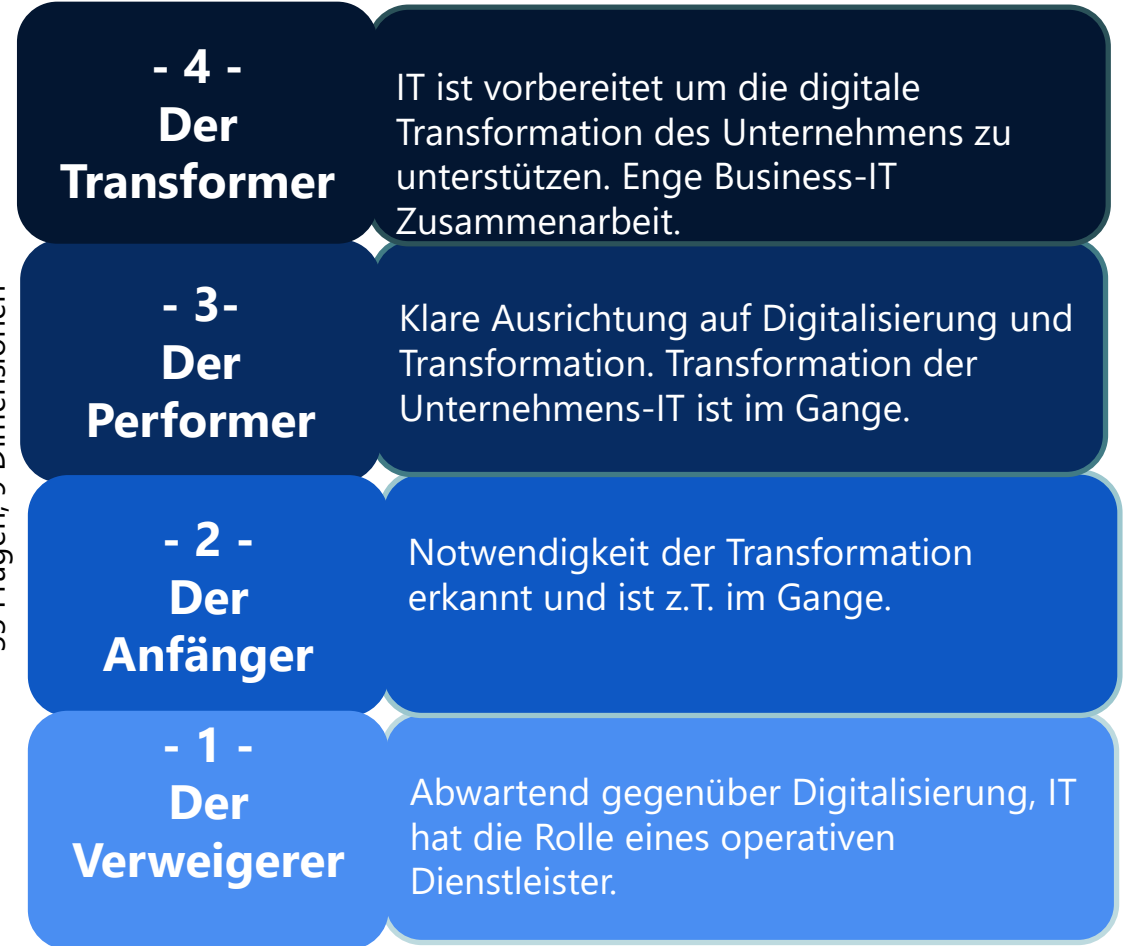 - 4 -
Der
Transformer
IT ist vorbereitet um die digitale
Transformation des Unternehmens zu
unterstützen. Enge Business-IT
Zusammenarbeit.
- 3-
Der
Performer
Klare Ausrichtung auf Digitalisierung und
Transformation. Transformation der
Unternehmens-IT ist im Gange.
- 2 -
Der
Anfänger
Notwendigkeit der Transformation
erkannt und ist z.T. im Gange.
- 1 -
Der
Verweigerer
Abwartend gegenüber Digitalisierung, IT
hat die Rolle eines operativen
Dienstleister.